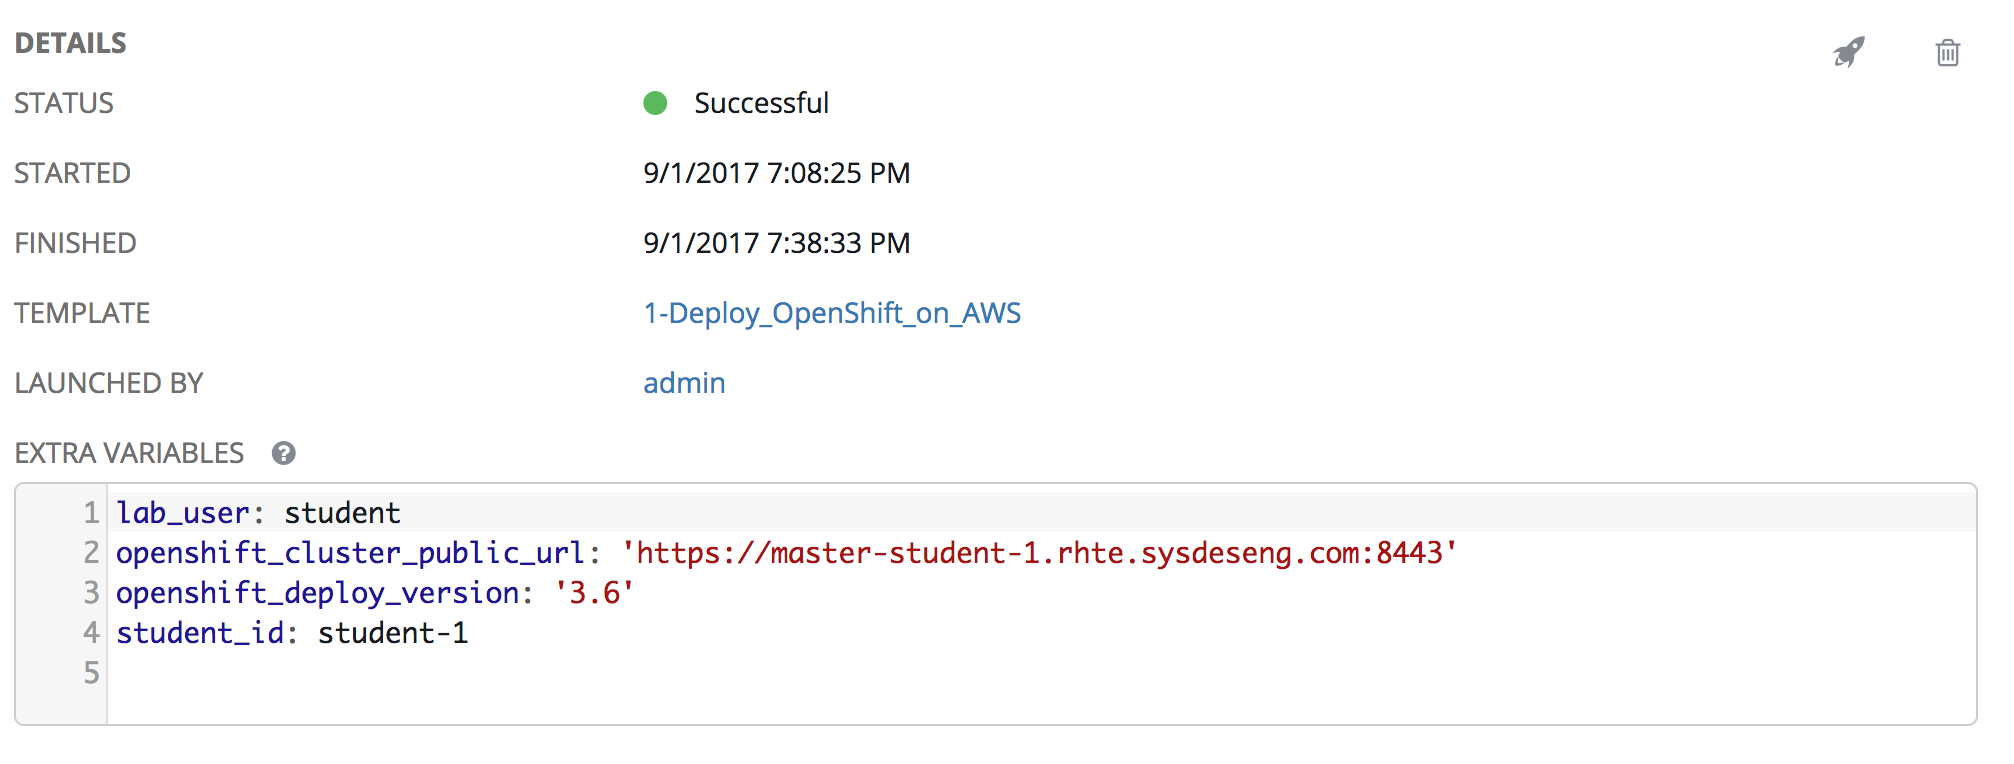 DETAILS
STATUS Successful
STARTED 9/1/2017 7:08:25 PM
FINISHED 9/1/2017 7:38:33 PM
TEMPLATE 1-Deploy_OpenShift_on_AWS
LAUNCHED BY admin
EXTRA VARIABLES ?
1 lab_user: student
2 openshift_cluster_public_url: 'https://master-student-1.rhte.sysdeseng.com:8443'
3 openshift_deploy_version: '3.6'
4 student_id: student-1
5